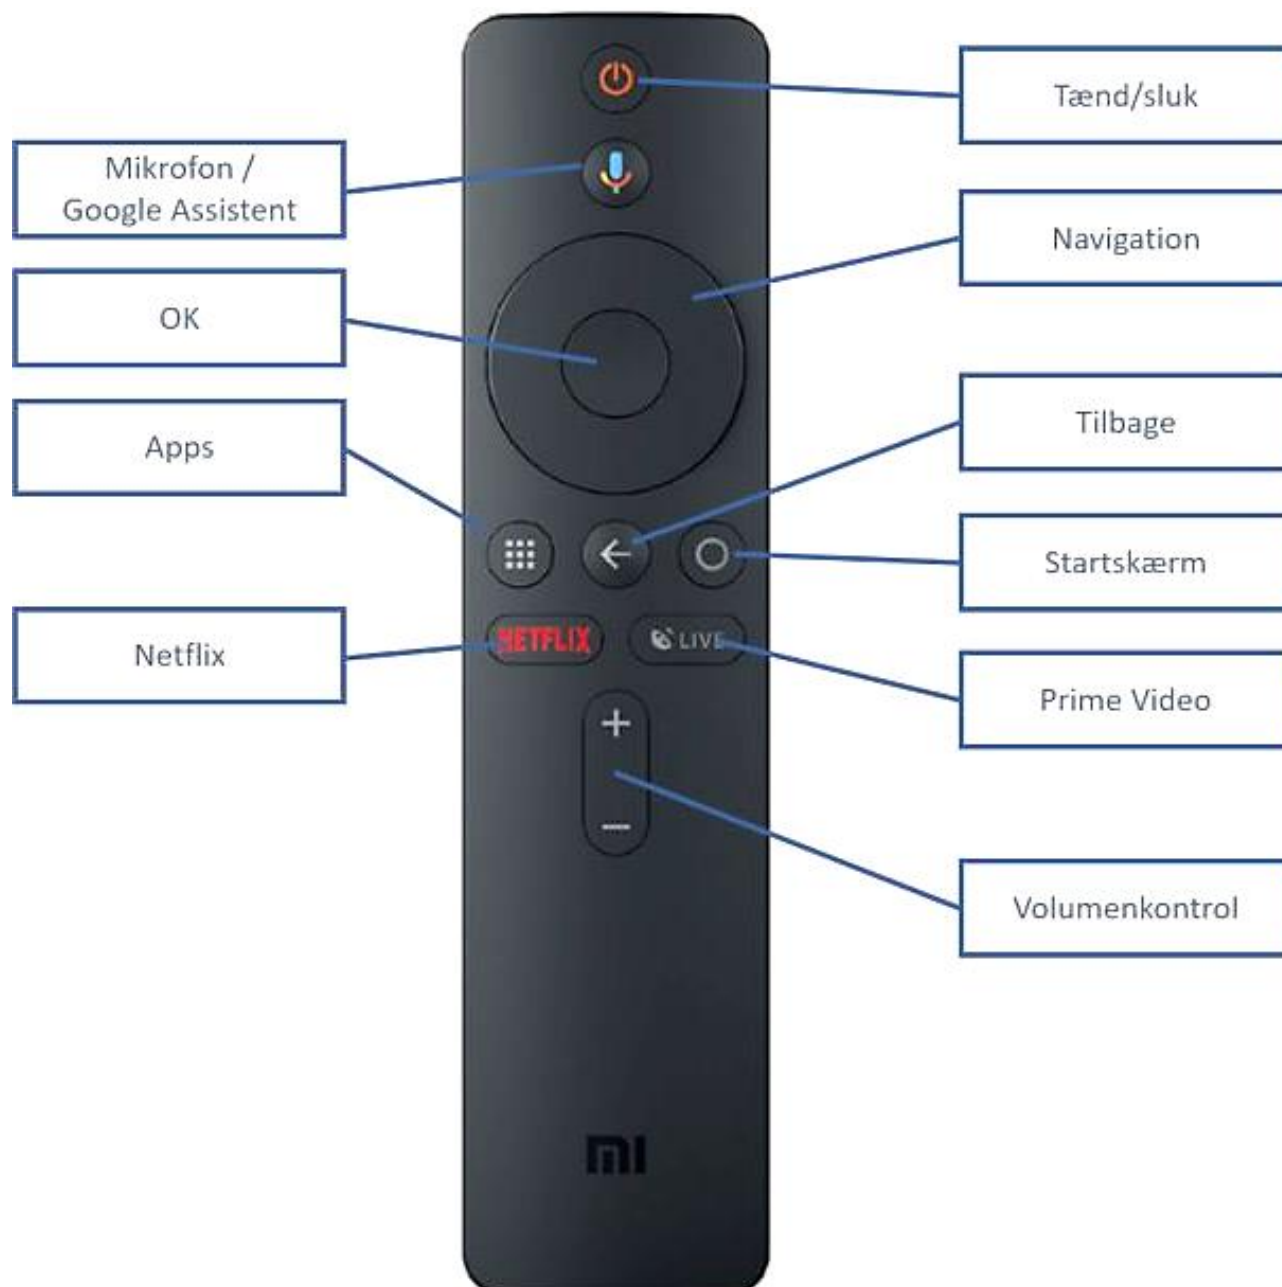 Tænd/sluk
Mikrofon /
Google Assistent
Navigation
OK
Tilbage
Apps
Startskærm
NETFLIX
LIVE
Netflix
Prime Video
Volumenkontrol
mi